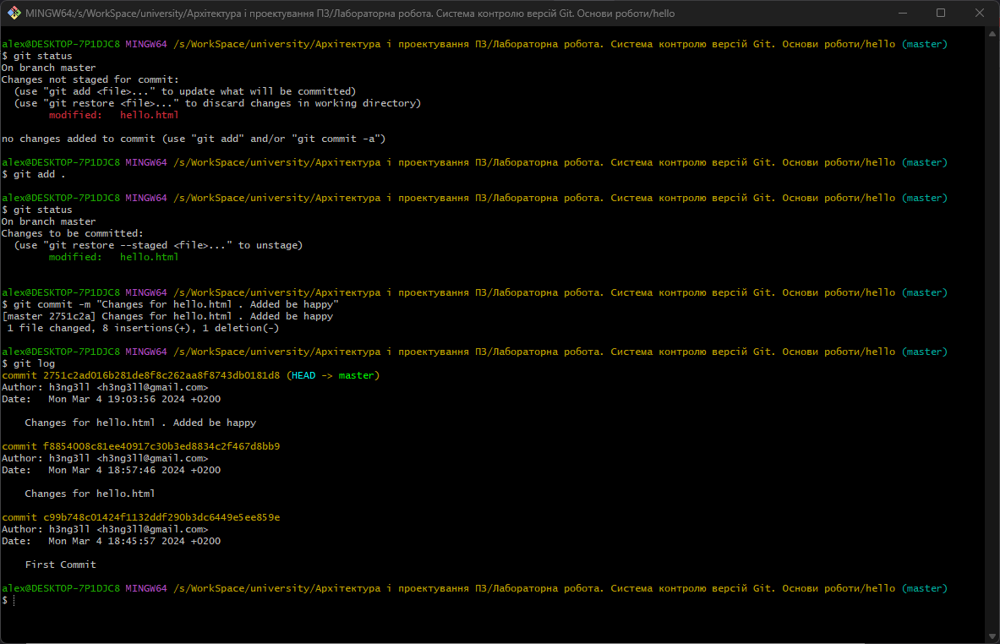 MINGW64:/s/WorkSpace/university/Архітектура і проектування ПЗ/Лабораторна робота. Система контролю версій Git. Основи роботи/hello
alex@DESKTOP-7P1DJC8 MINGW64 /s/WorkSpace/university/Архітектура і проектування ПЗ/Лабораторна робота. Система контролю версій Git. Основи роботи/hello (master)
$ git status
On branch master
Changes not staged for commit:
  (use "git add <file>..." to update what will be committed)
  (use "git restore <file>..." to discard changes in working directory)
        modified:   hello.html
no changes added to commit (use "git add" and/or "git commit -a")
alex@DESKTOP-7P1DJC8 MINGW64 /s/WorkSpace/university/Архітектура і проектування ПЗ/Лабораторна робота. Система контролю версій Git. Основи роботи/hello (master)
$ git add .
alex@DESKTOP-7P1DJC8 MINGW64 /s/WorkSpace/university/Архітектура і проектування ПЗ/Лабораторна робота. Система контролю версій Git. Основи роботи/hello (master)
$ git status
On branch master
Changes to be committed:
  (use "git restore --staged <file>..." to unstage)
        modified:   hello.html
alex@DESKTOP-7P1DJC8 MINGW64 /s/WorkSpace/university/Архітектура і проектування ПЗ/Лабораторна робота. Система контролю версій Git. Основи роботи/hello (master)
$ git commit -m "Changes for hello.html . Added be happy"
[master 2751c2a] Changes for hello.html . Added be happy
 1 file changed, 8 insertions(+), 1 deletion(-)
alex@DESKTOP-7P1DJC8 MINGW64 /s/WorkSpace/university/Архітектура і проектування ПЗ/Лабораторна робота. Система контролю версій Git. Основи роботи/hello (master)
$ git log
commit 2751c2ad016b281de8f8c262aa8f8743db0181d8 (HEAD -> master)
Author: h3ng3ll <h3ng3ll@gmail.com>
Date:   Mon Mar 4 19:03:56 2024 +0200
    Changes for hello.html . Added be happy
commit f8854008c81ee40917c30b3ed8834c2f467d8bb9
Author: h3ng3ll <h3ng3ll@gmail.com>
Date:   Mon Mar 4 18:57:46 2024 +0200
    Changes for hello.html
commit c99b748c01424f1132ddf290b3dc6449e5ee859e
Author: h3ng3ll <h3ng3ll@gmail.com>
Date:   Mon Mar 4 18:45:57 2024 +0200
    First Commit
alex@DESKTOP-7P1DJC8 MINGW64 /s/WorkSpace/university/Архітектура і проектування ПЗ/Лабораторна робота. Система контролю версій Git. Основи роботи/hello (master)
$